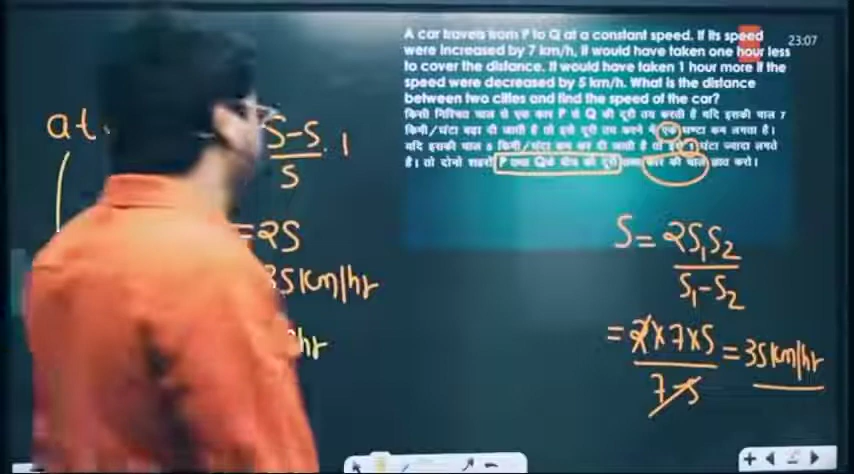 A car travels from P to Q at a constant speed. If its speed
were increased by 7 km/h, it would have taken one hour less
to cover the distance. It would have taken 1 hour more if the
speed were decreased by 5 km/h. What is the distance
between two cities and find the speed of the car?
किसी निश्चित चाल से एक कार P से Q की दूरी तय करती है यदि इसकी चाल 7
किमी/घंटा बढ़ा दी जाती है तो इसे दूरी तय करने में एक घण्टा कम लगता है।
यदि इसकी चाल 5 किमी/घंटा कम कर दी जाती है तो इसे 1 घंटा ज्यादा लगते
है। तो दोनो शहरों P तथा Q के बीच की दूरी तथा कार की चाल ज्ञात करो।
23:07
at.
S-5 . 1
5
= 2S
35 km/hr
hr
S = 2S₁S₂
S₁-S₂
= 2×7×5 = 35 km/hr
7-5